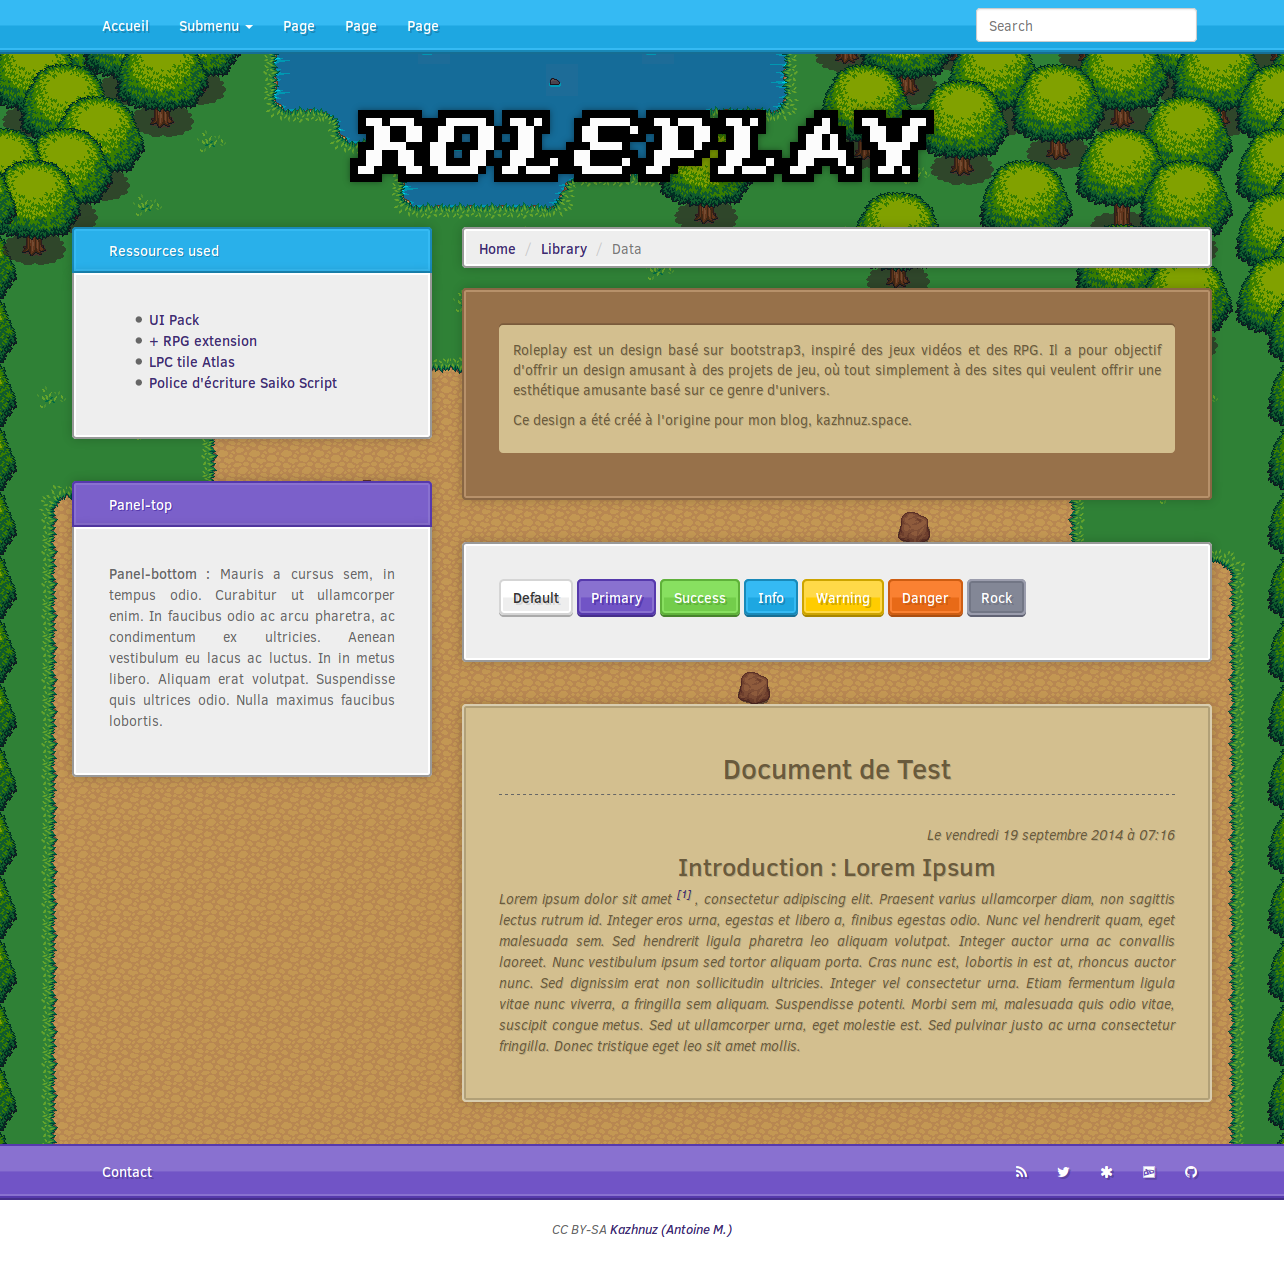 Accueil Submenu Page Page Page Search
ROLEPLAY
Ressources used
UI Pack
+ RPG extension
LPC tile Atlas
Police d'écriture Saiko Script
Panel-top
Panel-bottom : Mauris a cursus sem, in
tempus odio. Curabitur ut ullamcorper
enim. In faucibus odio ac arcu pharetra, ac
condimentum ex ultricies. Aenean
vestibulum eu lacus ac luctus. In in metus
libero. Aliquam erat volutpat. Suspendisse
quis ultrices odio. Nulla maximus faucibus
lobortis.
Home / Library / Data
Roleplay est un design basé sur bootstrap3, inspiré des jeux vidéos et des RPG. Il a pour objectif
d'offrir un design amusant à des projets de jeu, où tout simplement à des sites qui veulent offrir une
esthétique amusante basé sur ce genre d'univers.
Ce design a été créé à l'origine pour mon blog, kazhnuz.space.
Default Primary Success Info Warning Danger Rock
Document de Test
Le vendredi 19 septembre 2014 à 07:16
Introduction : Lorem Ipsum
Lorem ipsum dolor sit amet [1] , consectetur adipiscing elit. Praesent varius ullamcorper diam, non sagittis
lectus rutrum id. Integer eros urna, egestas et libero a, finibus egestas odio. Nunc vel hendrerit quam, eget
malesuada sem. Sed hendrerit ligula pharetra leo aliquam volutpat. Integer auctor urna ac convallis
laoreet. Nunc vestibulum ipsum sed tortor aliquam porta. Cras nunc est, lobortis in est at, rhoncus auctor
nunc. Sed dignissim erat non sollicitudin ultricies. Integer vel consectetur urna. Etiam fermentum ligula
vitae nunc viverra, a fringilla sem aliquam. Suspendisse potenti. Morbi sem mi, malesuada quis odio vitae,
suscipit congue metus. Sed ut ullamcorper urna, eget molestie est. Sed pulvinar justo ac urna consectetur
fringilla. Donec tristique eget leo sit amet mollis.
Contact
CC BY-SA Kazhnuz (Antoine M.)